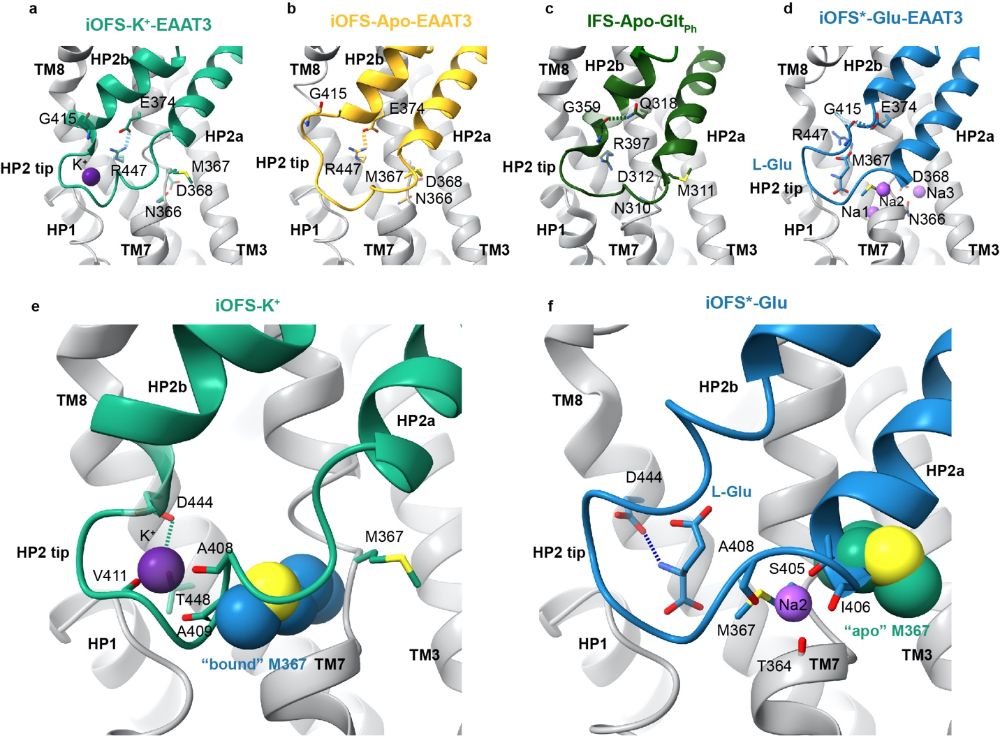 a
iOFS-K⁺-EAAT3
TM8
HP2b
G415
E374
HP2a
K⁺
HP2 tip
R447
M367
D368
N366
HP1
TM7
TM3
b
iOFS-Apo-EAAT3
TM8
HP2b
G415
E374
HP2a
HP2 tip
R447
M367
D368
N366
HP1
TM7
TM3
c
IFS-Apo-Glt_Ph
TM8
HP2b
G359
Q318
HP2a
R397
HP2 tip
D312
M311
N310
HP1
TM7
TM3
d
iOFS*-Glu-EAAT3
TM8
HP2b
G415
E374
R447
HP2a
M367
L-Glu
D368
HP2 tip
Na2
Na3
Na1
N366
HP1
TM7
TM3
e
iOFS-K⁺
HP2b
TM8
HP2a
D444
K⁺
M367
A408
HP2 tip
V411
T448
A409
HP1
“bound” M367
TM7
TM3
f
iOFS*-Glu
HP2b
TM8
HP2a
D444
L-Glu
A408
HP2 tip
S405
Na2
I406
M367
“apo” M367
HP1
T364
TM7
TM3